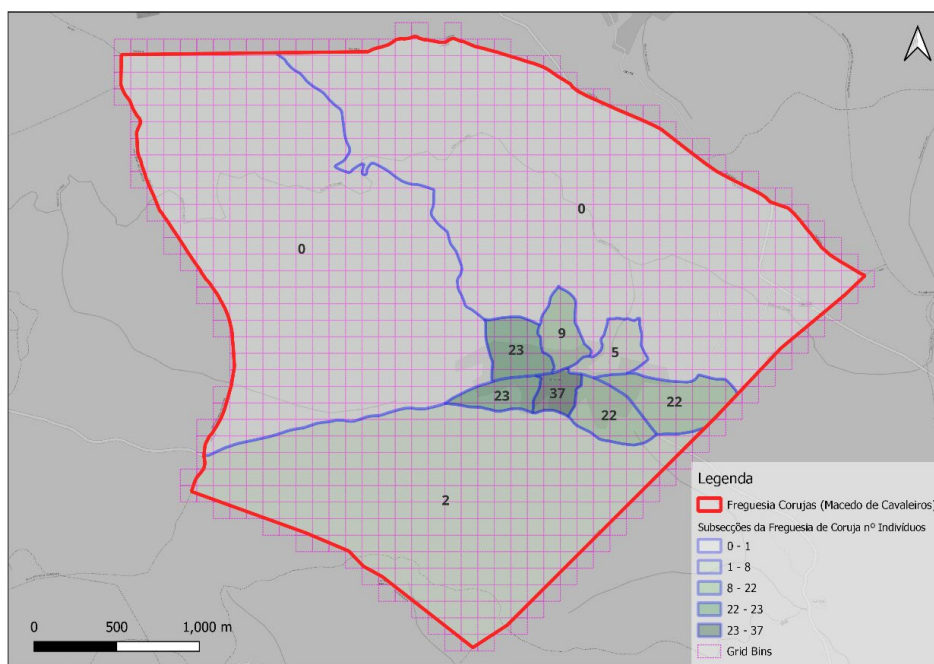 0
0
9
23
5
23
37
22
22
2
Legenda
Freguesia Corujas (Macedo de Cavaleiros)
Subsecções da Freguesia de Coruja nº Indivíduos
0 - 1
1 - 8
8 - 22
22 - 23
23 - 37
Grid Bins
0 500 1,000 m